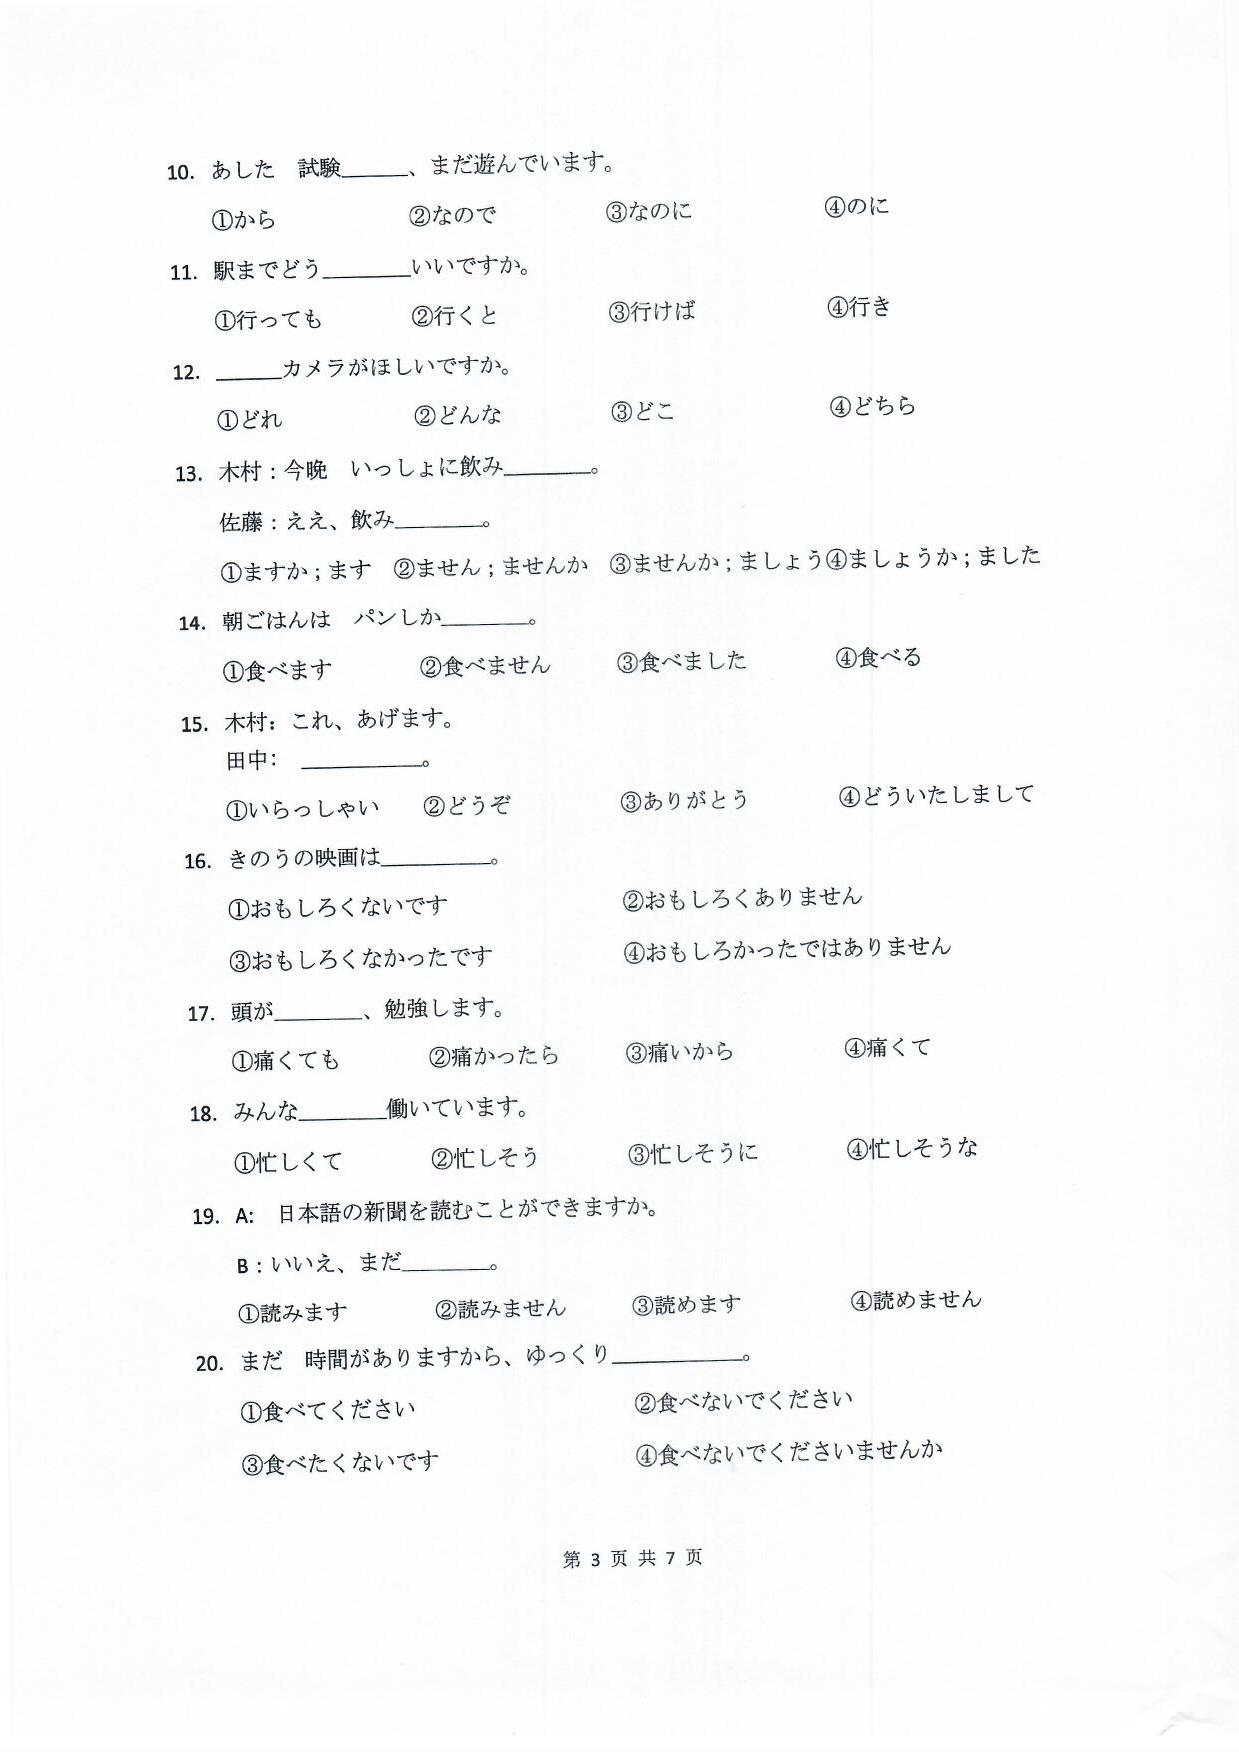 10. あした　試験______、まだ遊んでいます。
①から　②なので　③なのに　④のに
11. 駅までどう________いいですか。
①行っても　②行くと　③行けば　④行き
12. ______カメラがほしいですか。
①どれ　②どんな　③どこ　④どちら
13. 木村：今晩　いっしょに飲み________。
佐藤：ええ、飲み________。
①ますか；ます　②ません；ませんか　③ませんか；ましょう④ましょうか；ました
14. 朝ごはんは　パンしか________。
①食べます　②食べません　③食べました　④食べる
15. 木村：これ、あげます。
田中：　___________。
①いらっしゃい　②どうぞ　③ありがとう　④どういたしまして
16. きのうの映画は__________。
①おもしろくないです　②おもしろくありません
③おもしろくなかったです　④おもしろかったではありません
17. 頭が________、勉強します。
①痛くても　②痛かったら　③痛いから　④痛くて
18. みんな________働いています。
①忙しくて　②忙しそう　③忙しそうに　④忙しそうな
19. A:　日本語の新聞を読むことができますか。
B：いいえ、まだ________。
①読みます　②読みません　③読めます　④読めません
20. まだ　時間がありますから、ゆっくり____________。
①食べてください　②食べないでください
③食べたくないです　④食べないでくださいませんか
第 3 页 共 7 页